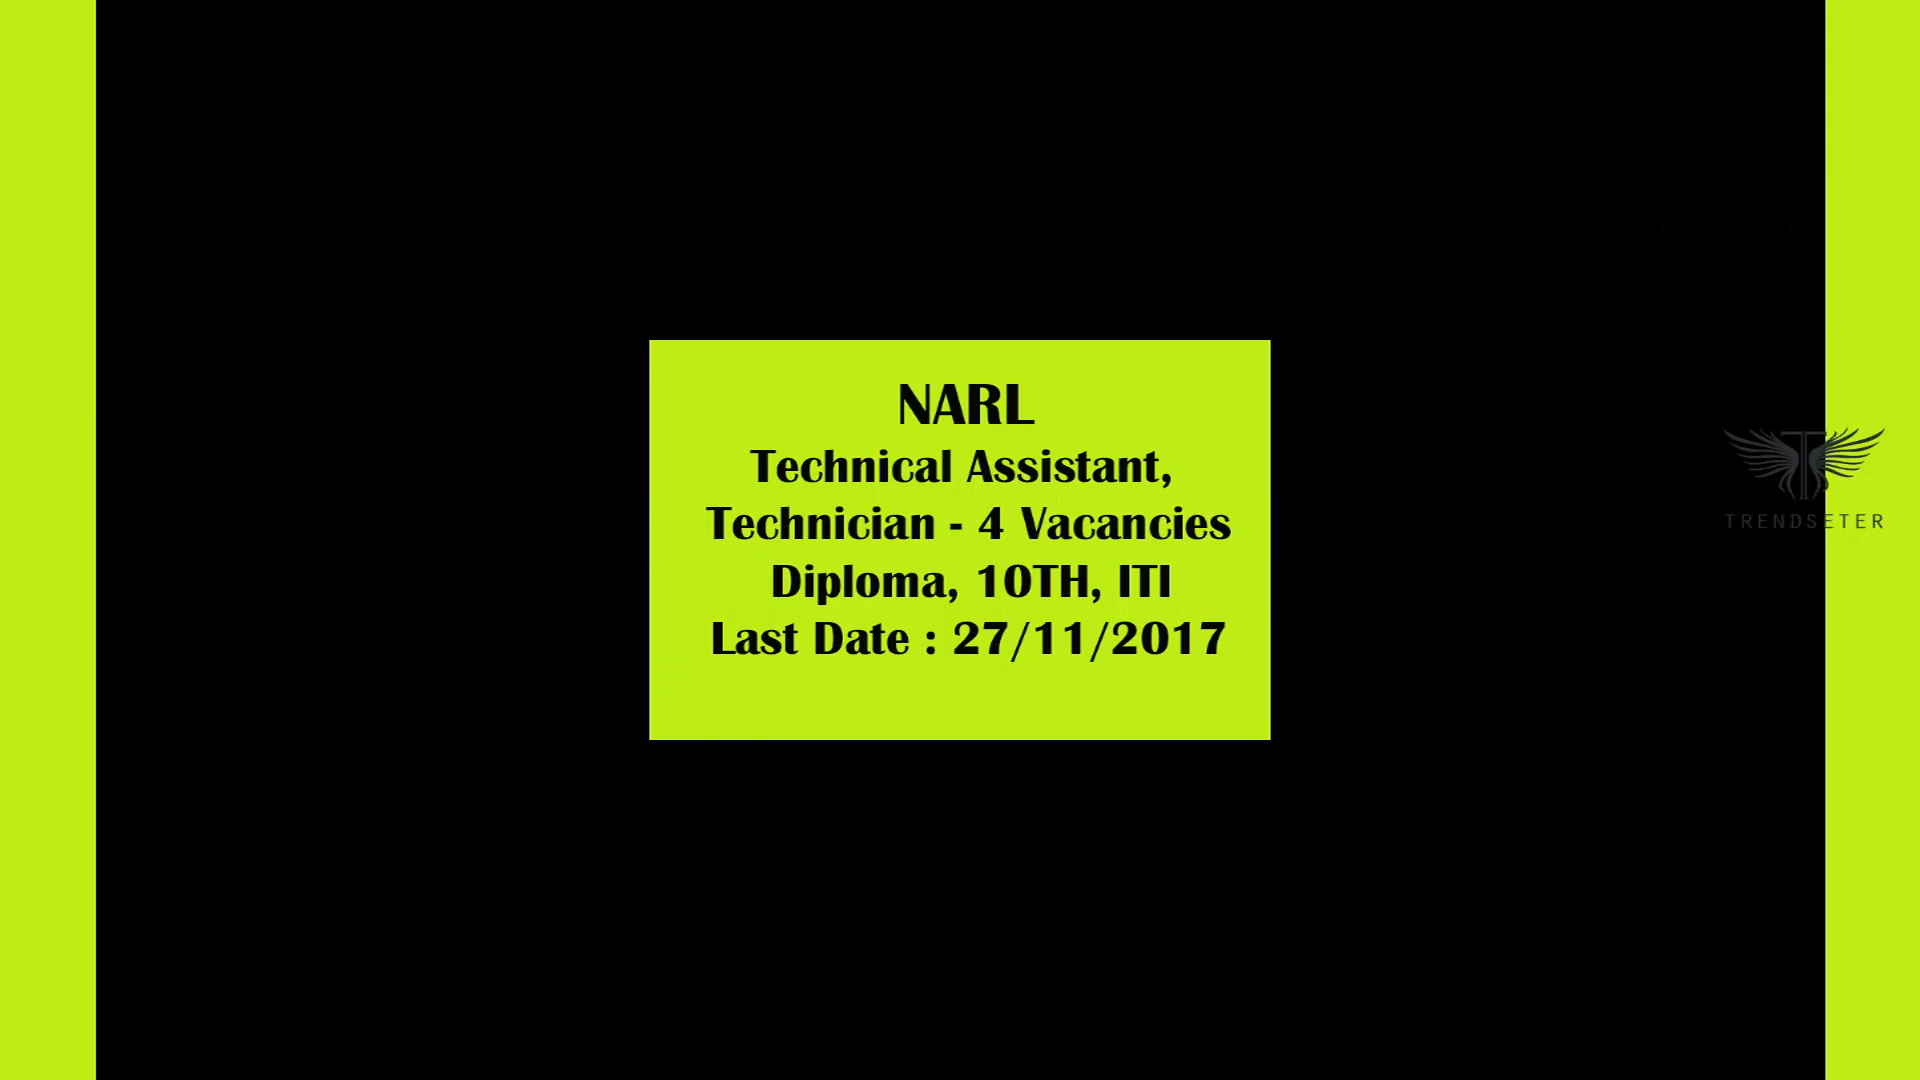 NARL
Technical Assistant,
Technician - 4 Vacancies
Diploma, 10TH, ITI
Last Date : 27/11/2017
TRENDSETER